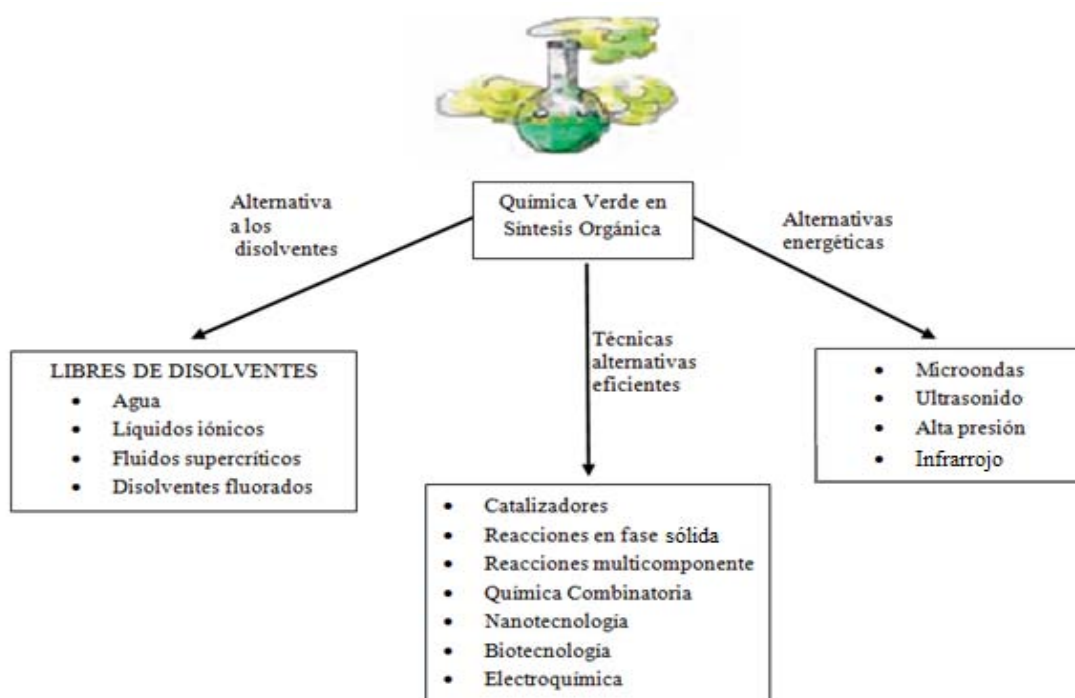 Química Verde en
Síntesis Orgánica
Alternativa
a los
disolventes
LIBRES DE DISOLVENTES
• Agua
• Líquidos iónicos
• Fluidos supercríticos
• Disolventes fluorados
Técnicas
alternativas
eficientes
• Catalizadores
• Reacciones en fase sólida
• Reacciones multicomponente
• Química Combinatoria
• Nanotecnología
• Biotecnología
• Electroquímica
Alternativas
energéticas
• Microondas
• Ultrasonido
• Alta presión
• Infrarrojo